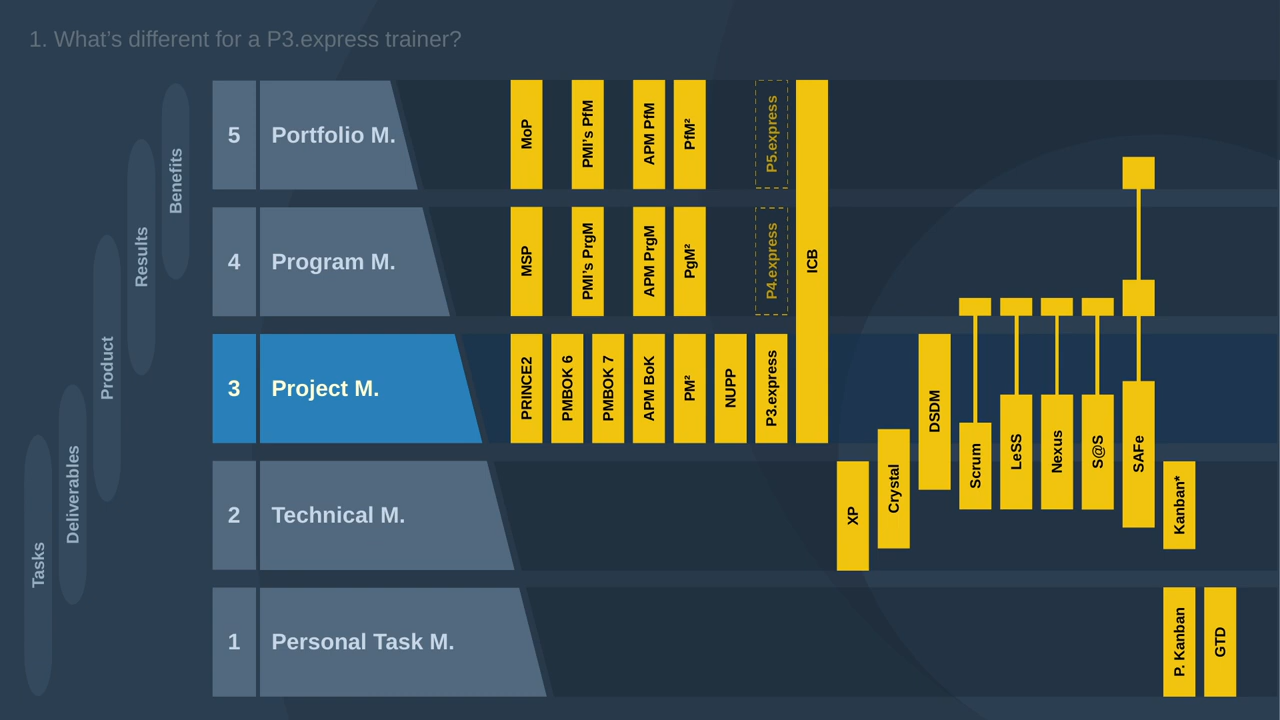 1. What's different for a P3.express trainer?
Tasks
Deliverables
Product
Results
Benefits
5 Portfolio M.
MoP
PMI's PfM
APM PfM
PfM²
P5.express
ICB
4 Program M.
MSP
PMI's PrgM
APM PrgM
PgM²
P4.express
3 Project M.
PRINCE2
PMBOK 6
PMBOK 7
APM BoK
PM²
NUPP
P3.express
DSDM
Scrum
LeSS
Nexus
S@S
SAFe
2 Technical M.
XP
Crystal
Kanban*
1 Personal Task M.
P. Kanban
GTD